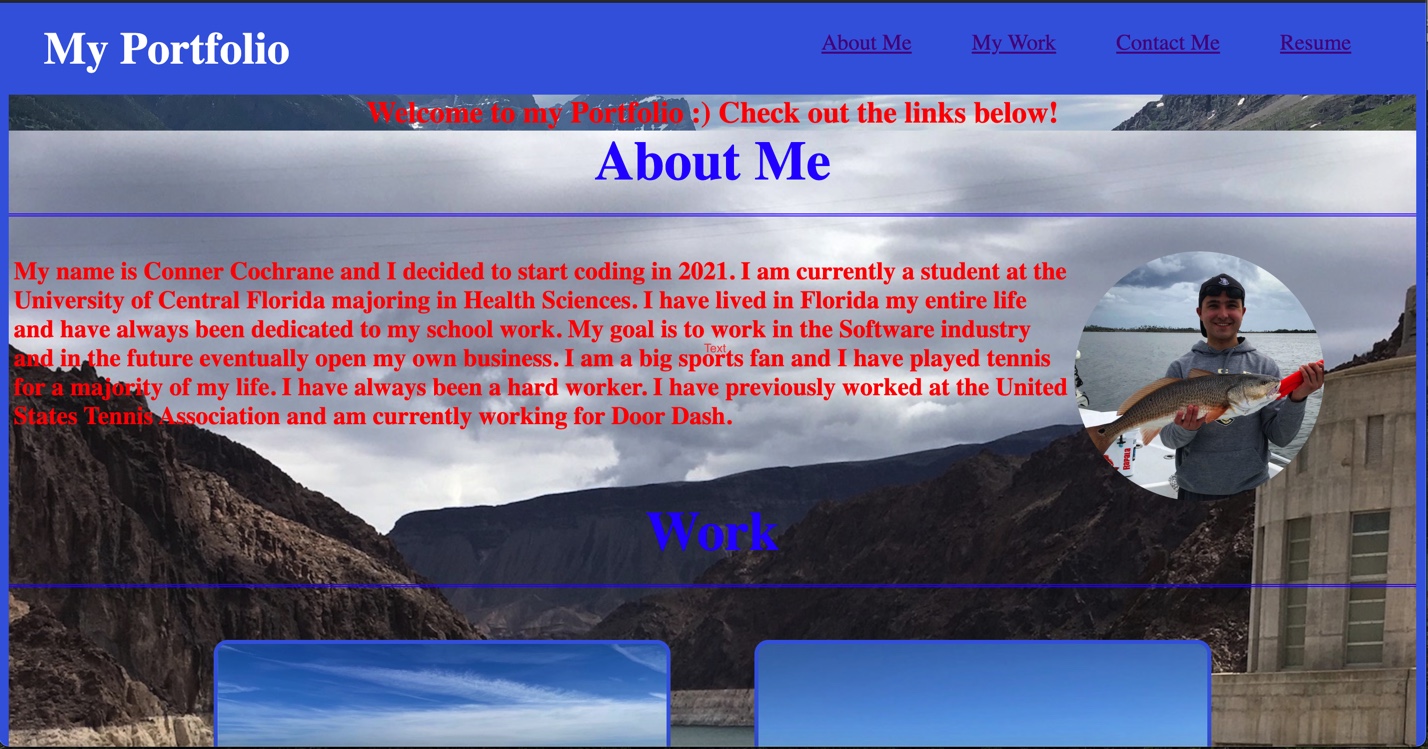 My Portfolio
About Me
My Work
Contact Me
Resume
Welcome to my Portfolio :) Check out the links below!
About Me
My name is Conner Cochrane and I decided to start coding in 2021. I am currently a student at the
University of Central Florida majoring in Health Sciences. I have lived in Florida my entire life
and have always been dedicated to my school work. My goal is to work in the Software industry
Text
and in the future eventually open my own business. I am a big sports fan and I have played tennis
for a majority of my life. I have always been a hard worker. I have previously worked at the United
States Tennis Association and am currently working for Door Dash.
Rapala
Work